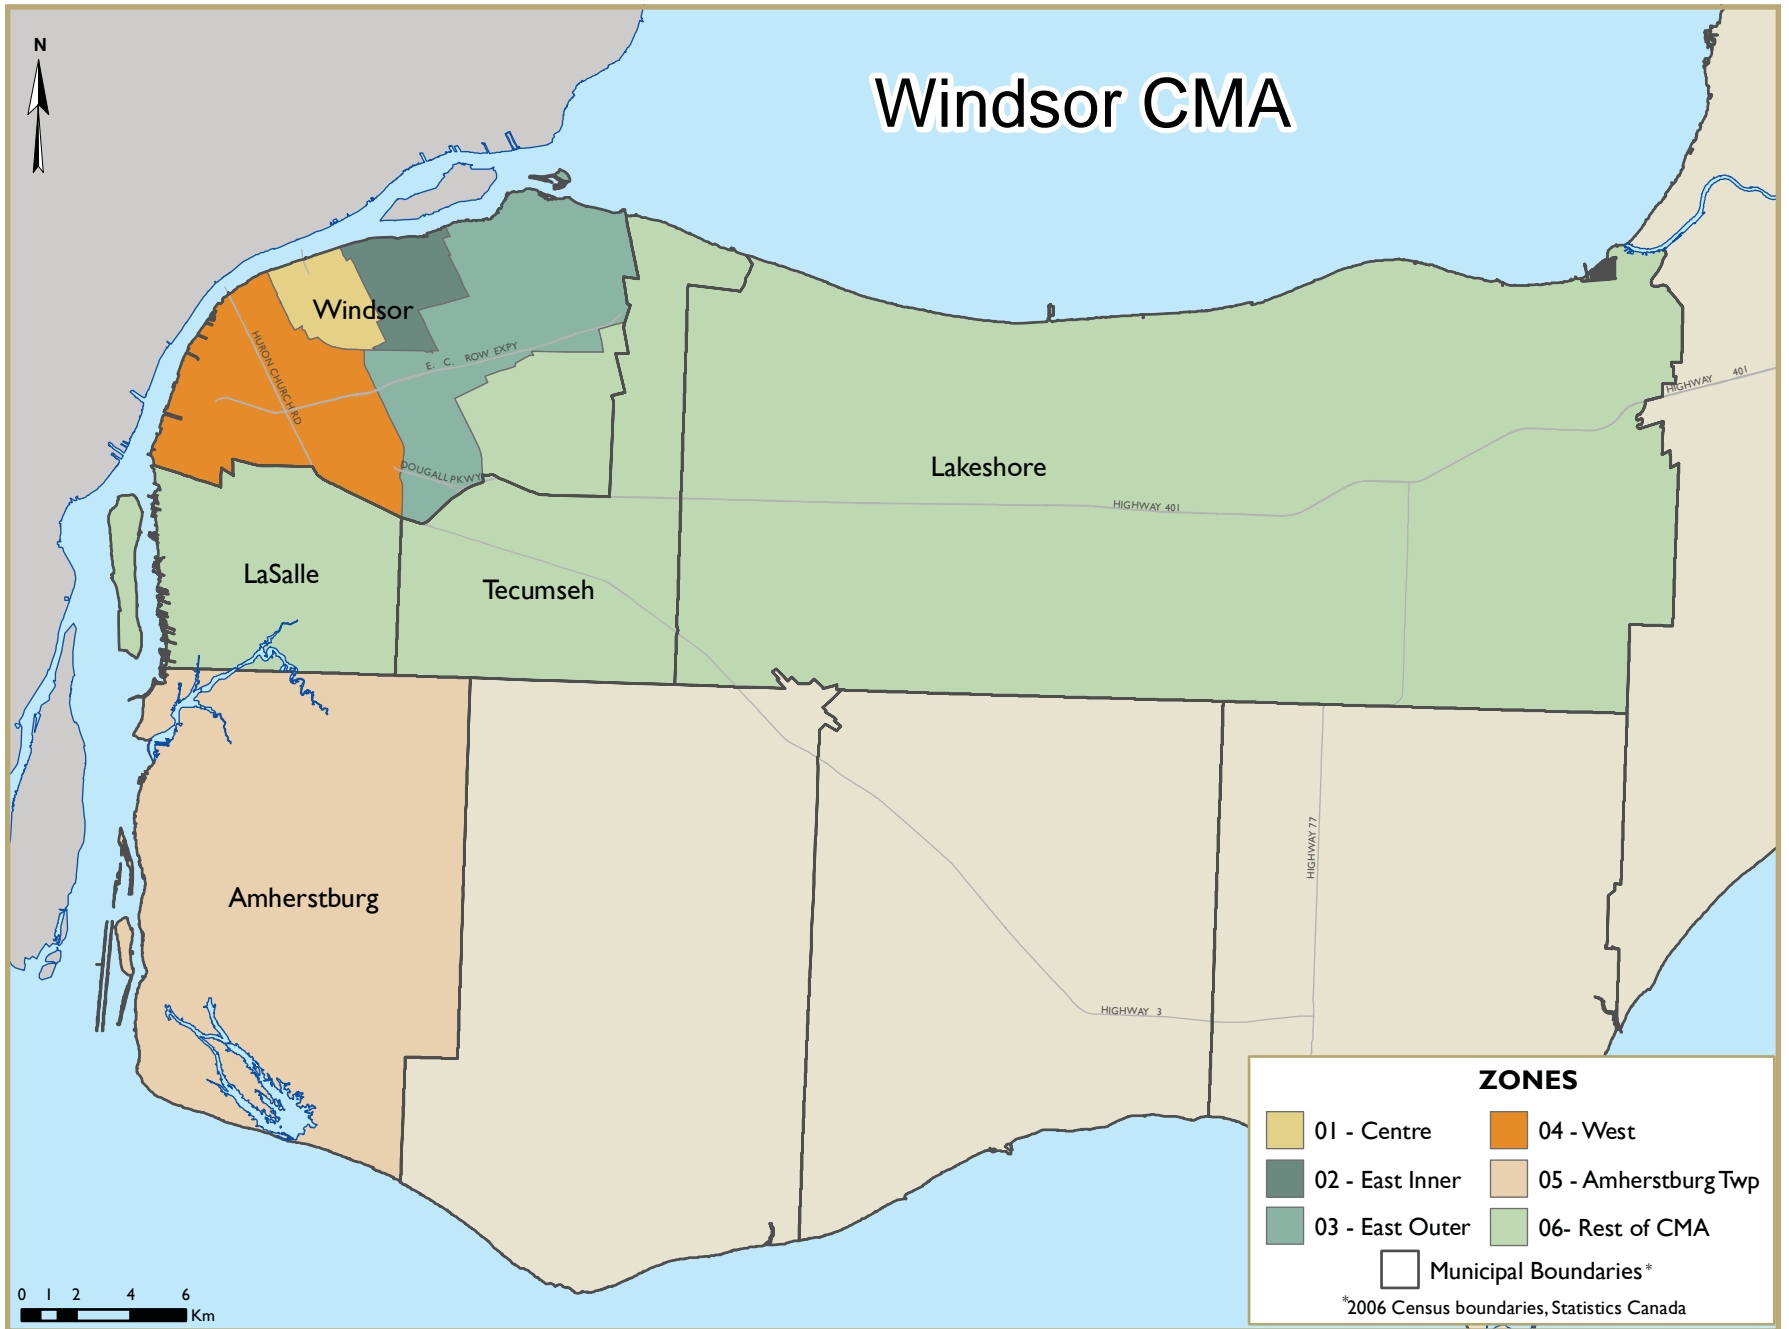 N
Windsor CMA
Windsor
HURON CHURCH RD
E. C. ROW EXPY
DOUGALL PKWY
HIGHWAY 401
Lakeshore
HIGHWAY 401
LaSalle
Tecumseh
HIGHWAY 77
Amherstburg
HIGHWAY 3
ZONES
01 - Centre
04 - West
02 - East Inner
05 - Amherstburg Twp
03 - East Outer
06- Rest of CMA
Municipal Boundaries*
*2006 Census boundaries, Statistics Canada
0 1 2 4 6
Km